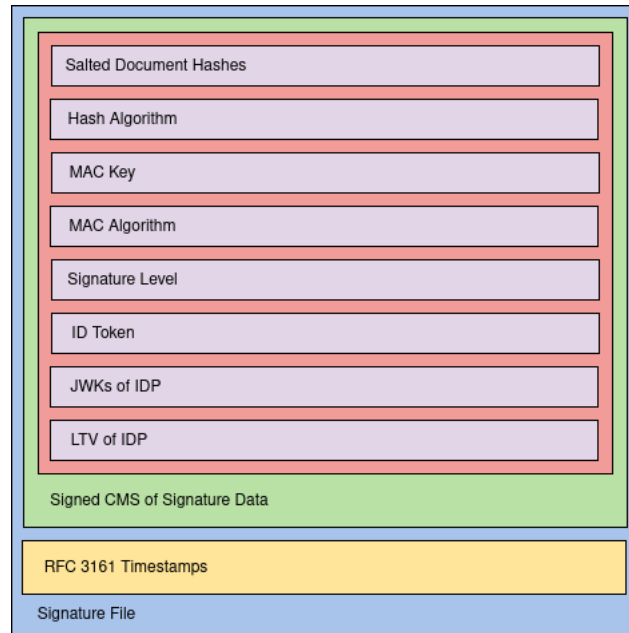 Salted Document Hashes
Hash Algorithm
MAC Key
MAC Algorithm
Signature Level
ID Token
JWKs of IDP
LTV of IDP
Signed CMS of Signature Data
RFC 3161 Timestamps
Signature File